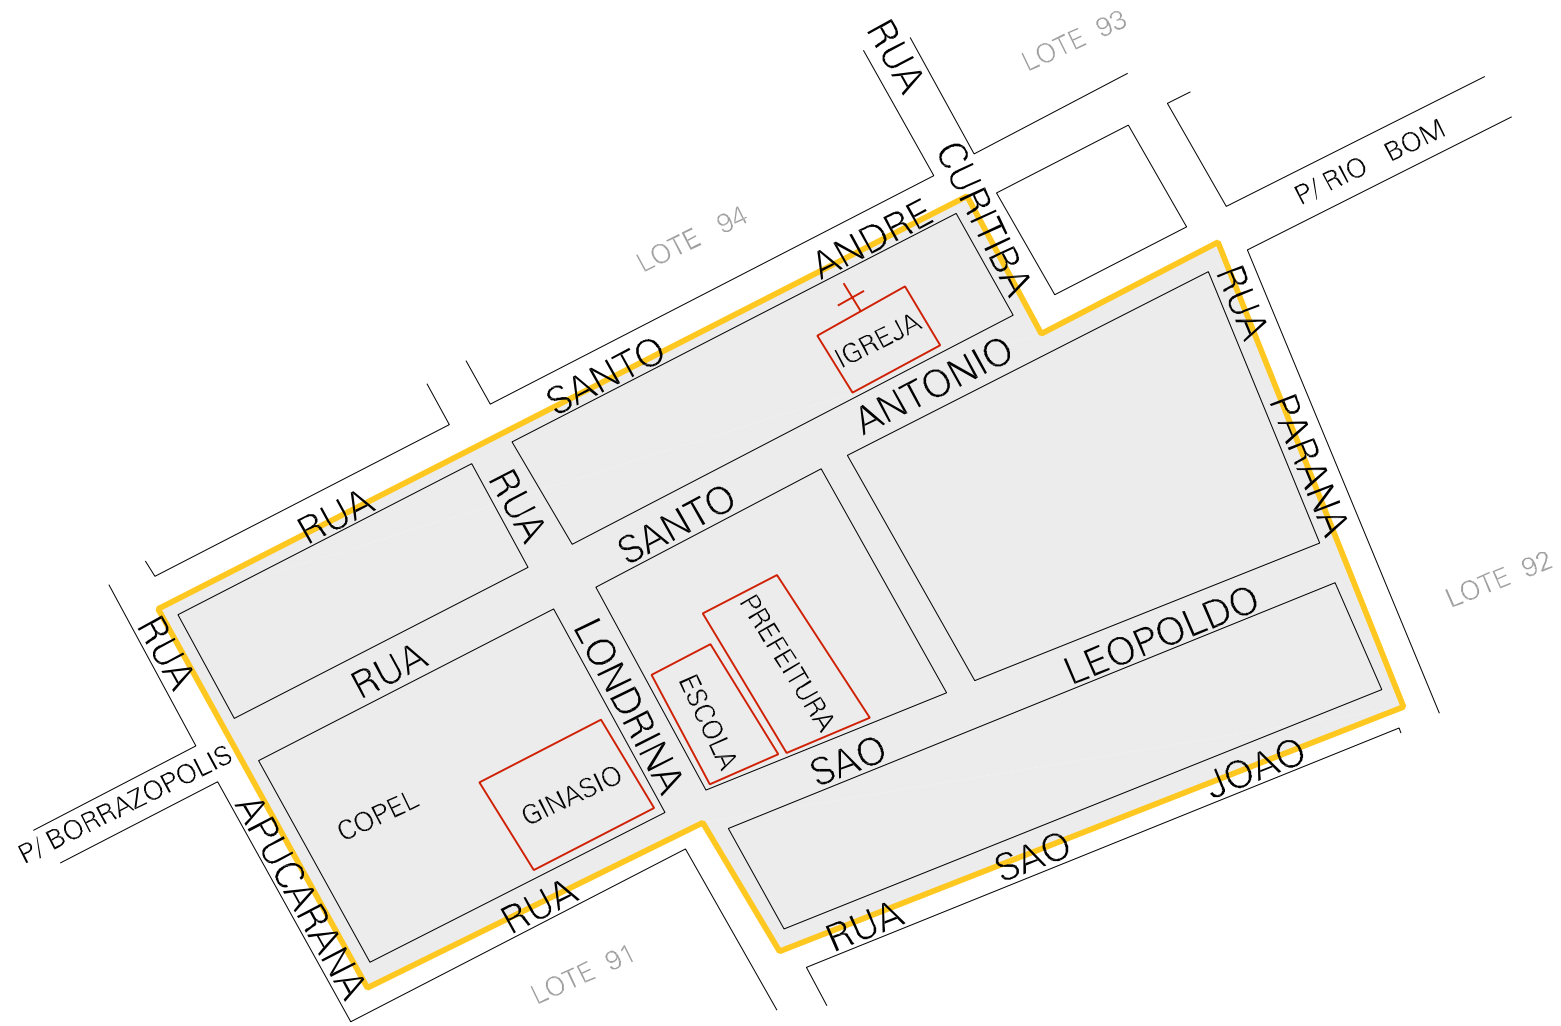 LOTE 93
RUA CURITIBA
P/ RIO BOM
LOTE 94
RUA SANTO ANDRE
IGREJA
RUA PARANA
RUA SANTO ANTONIO
RUA LONDRINA
LOTE 92
PREFEITURA
ESCOLA
RUA SAO LEOPOLDO
RUA APUCARANA
P/ BORRAZOPOLIS
COPEL
GINASIO
RUA SAO JOAO
LOTE 91